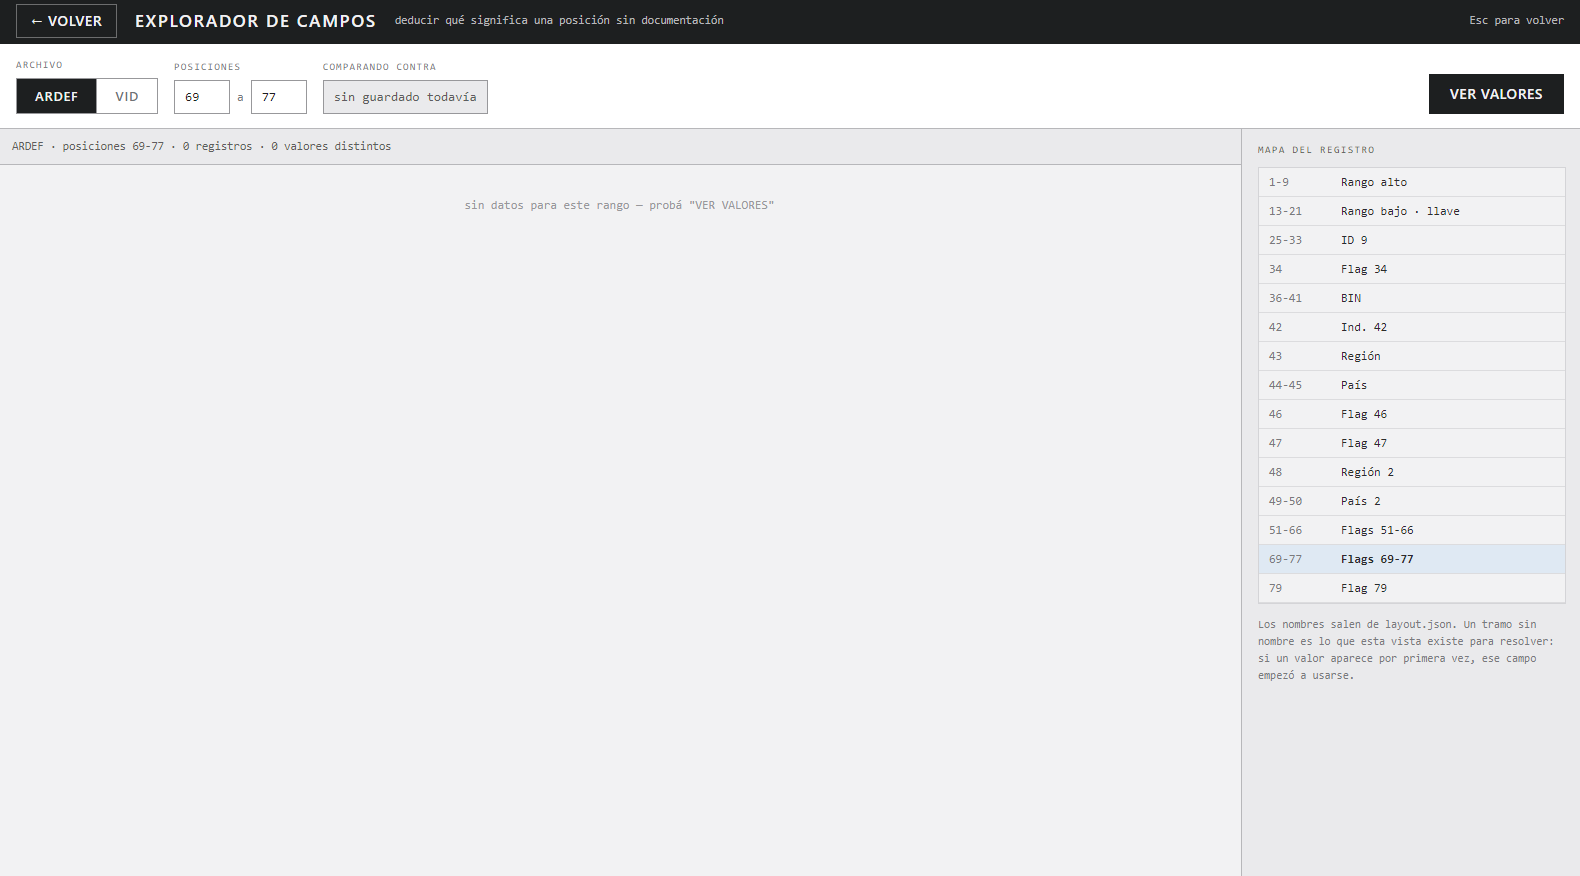 ← VOLVER
EXPLORADOR DE CAMPOS
deducir qué significa una posición sin documentación
Esc para volver
ARCHIVO
POSICIONES
COMPARANDO CONTRA
ARDEF
VID
69
a
77
sin guardado todavía
VER VALORES
ARDEF · posiciones 69-77 · 0 registros · 0 valores distintos
sin datos para este rango — probá "VER VALORES"
MAPA DEL REGISTRO
1-9 Rango alto
13-21 Rango bajo · llave
25-33 ID 9
34 Flag 34
36-41 BIN
42 Ind. 42
43 Región
44-45 País
46 Flag 46
47 Flag 47
48 Región 2
49-50 País 2
51-66 Flags 51-66
69-77 Flags 69-77
79 Flag 79
Los nombres salen de layout.json. Un tramo sin
nombre es lo que esta vista existe para resolver:
si un valor aparece por primera vez, ese campo
empezó a usarse.